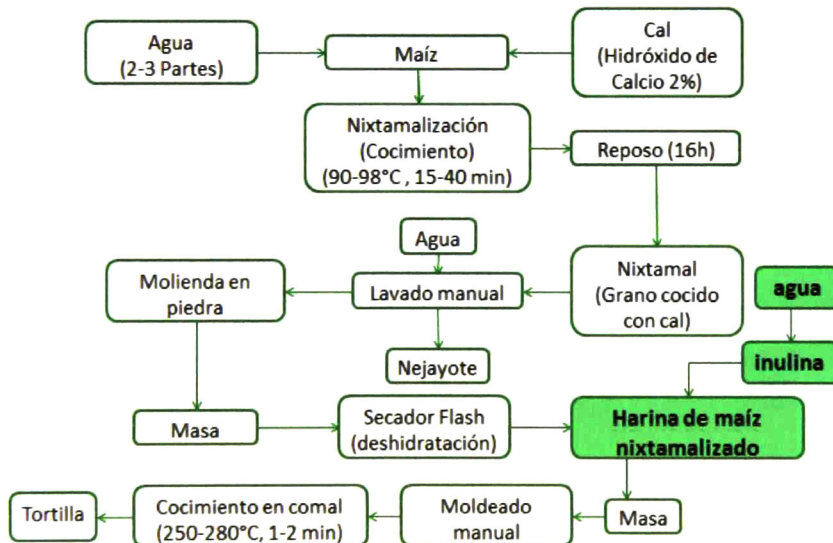 Agua
(2-3 Partes)
Maíz
Cal
(Hidróxido de
Calcio 2%)
Nixtamalización
(Cocimiento)
(90-98°C , 15-40 min)
Reposo (16h)
Agua
Nixtamal
(Grano cocido
con cal)
Lavado manual
Molienda en
piedra
Nejayote
agua
inulina
Masa
Secador Flash
(deshidratación)
Harina de maíz
nixtamalizado
Masa
Moldeado
manual
Cocimiento en comal
(250-280°C, 1-2 min)
Tortilla